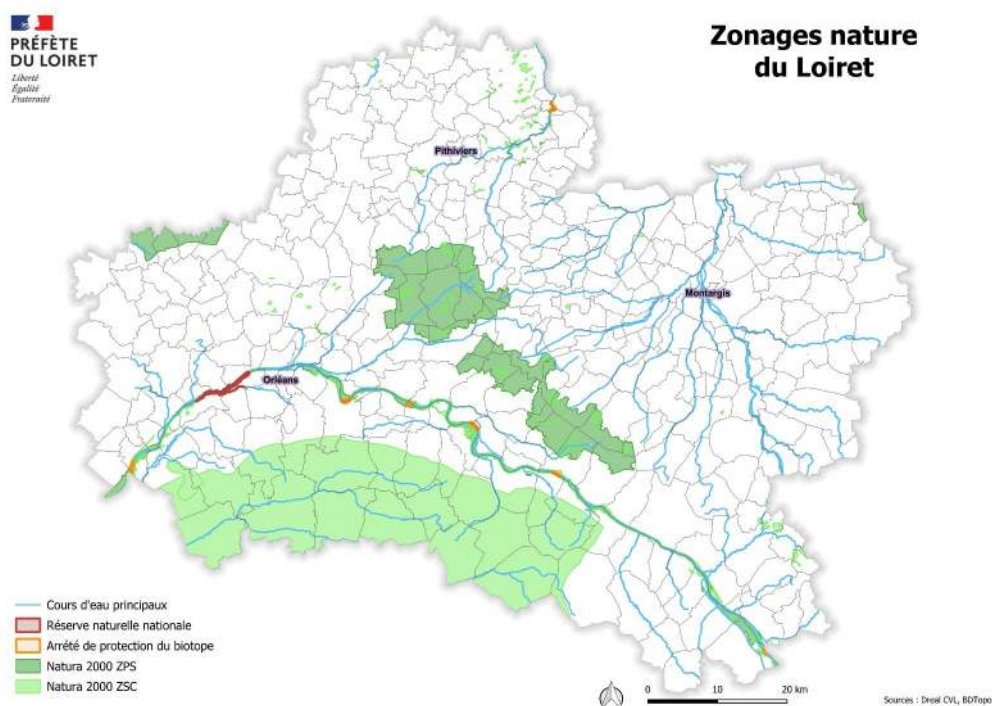 PRÉFÈTE
DU LOIRET
Liberté
Égalité
Fraternité
Zonages nature
du Loiret
Pithiviers
Montargis
Orléans
Cours d'eau principaux
Réserve naturelle nationale
Arrêté de protection du biotope
Natura 2000 ZPS
Natura 2000 ZSC
0 10 20 km
Sources : Dreal CVL, BDTopo